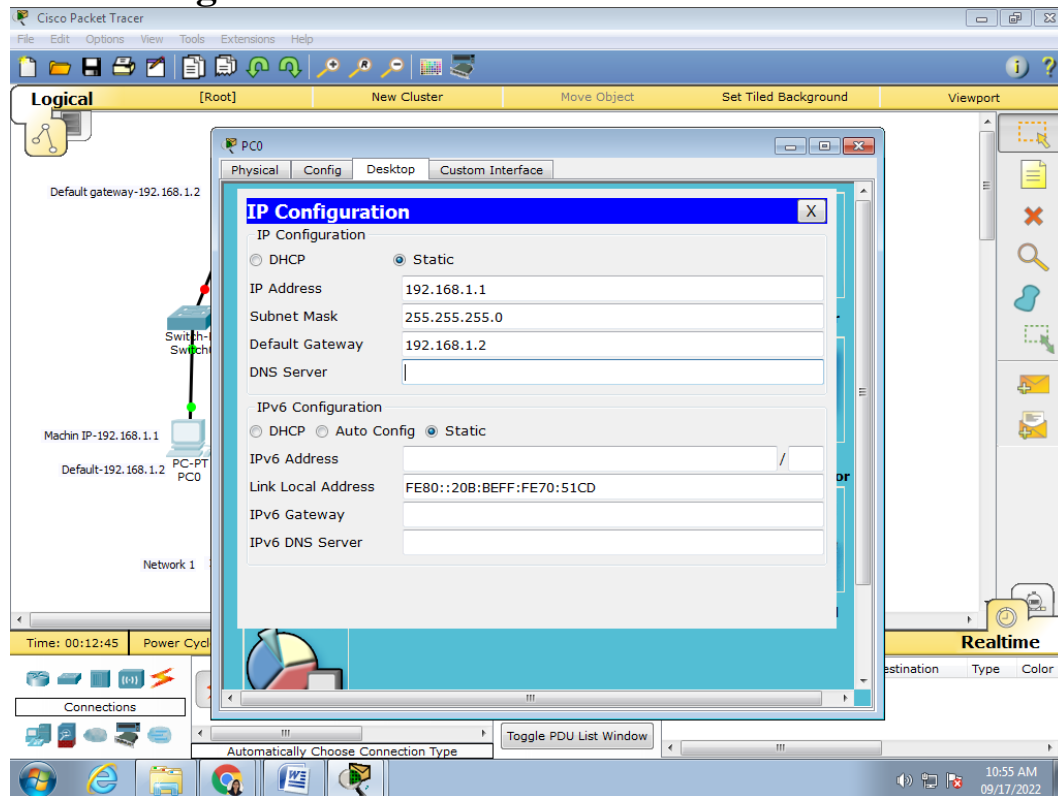 Cisco Packet Tracer
File Edit Options View Tools Extensions Help
Logical [Root] New Cluster Move Object Set Tiled Background Viewport
PC0
Physical Config Desktop Custom Interface
Default gateway-192.168.1.2
IP Configuration X
IP Configuration
DHCP Static
IP Address 192.168.1.1
Subnet Mask 255.255.255.0
Default Gateway 192.168.1.2
DNS Server
Switch-
Switch
IPv6 Configuration
DHCP Auto Config Static
Machin IP-192.168.1.1
IPv6 Address /
Default-192.168.1.2 PC-PT
PC0
Link Local Address FE80::20B:BEFF:FE70:51CD
or
IPv6 Gateway
IPv6 DNS Server
Network 1
Time: 00:12:45 Power Cycl Realtime
estination Type Color
Connections
Toggle PDU List Window
Automatically Choose Connection Type
10:55 AM
09/17/2022